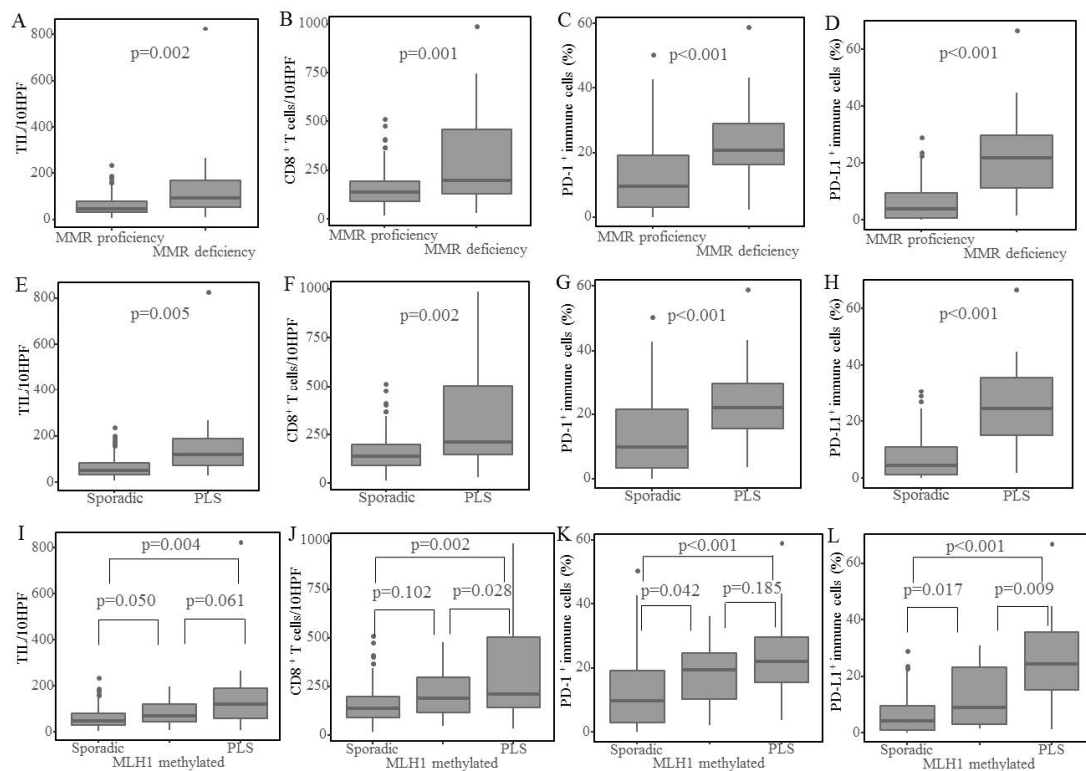 A
TIL/10HPF
800
600
400
200
0
p=0.002
MMR proficiency
MMR deficiency
B
CD8⁺ T cells/10HPF
1000
750
500
250
0
p=0.001
MMR proficiency
MMR deficiency
C
PD-1⁺ immune cells (%)
60
40
20
0
p<0.001
MMR proficiency
MMR deficiency
D
PD-L1⁺ immune cells (%)
60
40
20
0
p<0.001
MMR proficiency
MMR deficiency
E
TIL/10HPF
800
600
400
200
0
p=0.005
Sporadic
PLS
F
CD8⁺ T cells/10HPF
1000
750
500
250
0
p=0.002
Sporadic
PLS
G
PD-1⁺ immune cells (%)
60
40
20
0
p<0.001
Sporadic
PLS
H
PD-L1⁺ immune cells (%)
60
40
20
0
p<0.001
Sporadic
PLS
I
TIL/10HPF
800
600
400
200
0
p=0.004
p=0.050
p=0.061
Sporadic
PLS
MLH1 methylated
J
CD8⁺ T cells/10HPF
1000
750
500
250
0
p=0.002
p=0.102
p=0.028
Sporadic
PLS
MLH1 methylated
K
PD-1⁺ immune cells (%)
60
40
20
0
p<0.001
p=0.042
p=0.185
Sporadic
PLS
MLH1 methylated
L
PD-L1⁺ immune cells (%)
60
40
20
0
p<0.001
p=0.017
p=0.009
Sporadic
PLS
MLH1 methylated